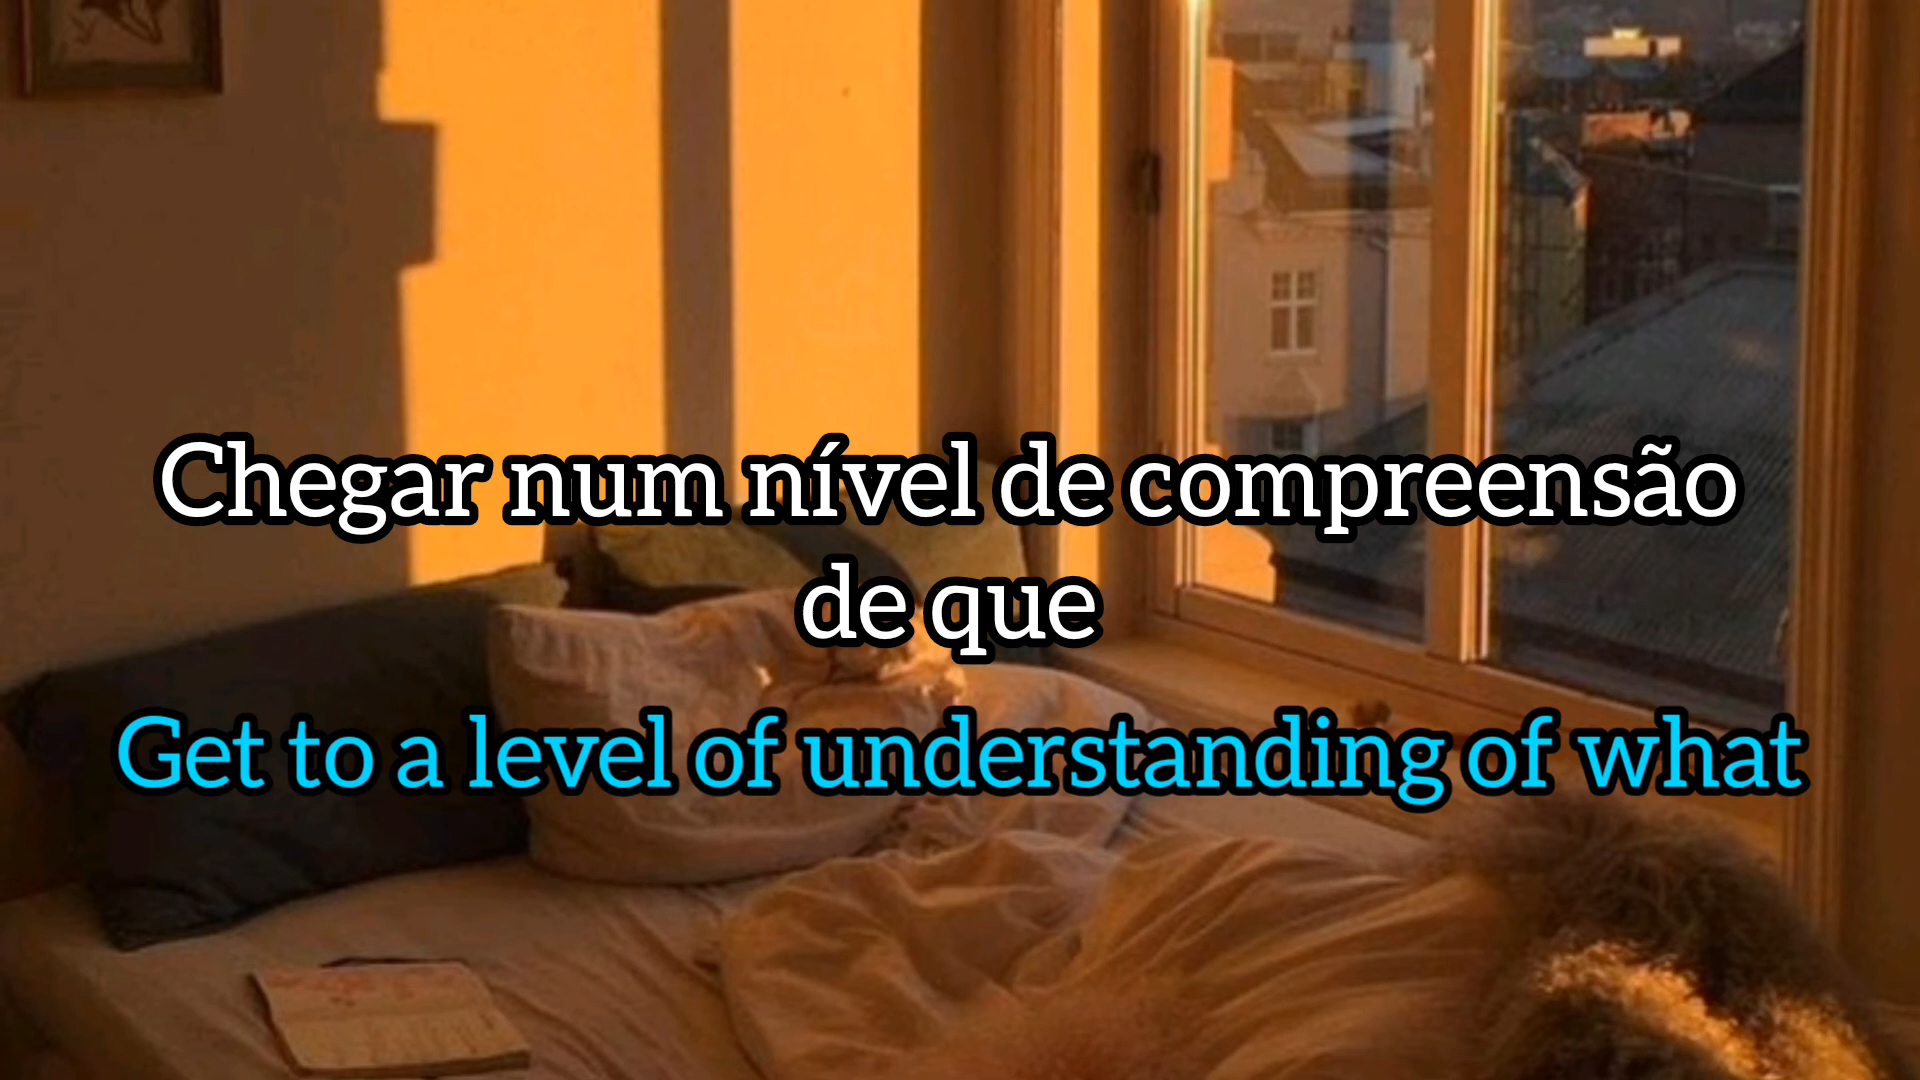 Chegar num nível de compreensão
de que
Get to a level of understanding of what